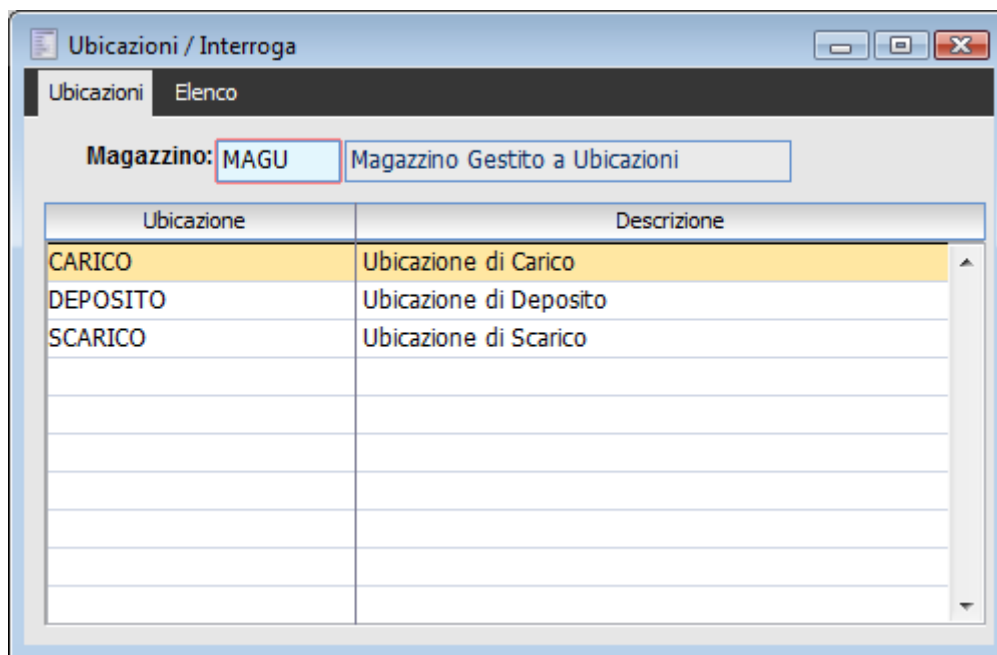 Ubicazioni / Interroga
Ubicazioni Elenco
Magazzino: MAGU Magazzino Gestito a Ubicazioni
Ubicazione Descrizione
CARICO Ubicazione di Carico
DEPOSITO Ubicazione di Deposito
SCARICO Ubicazione di Scarico